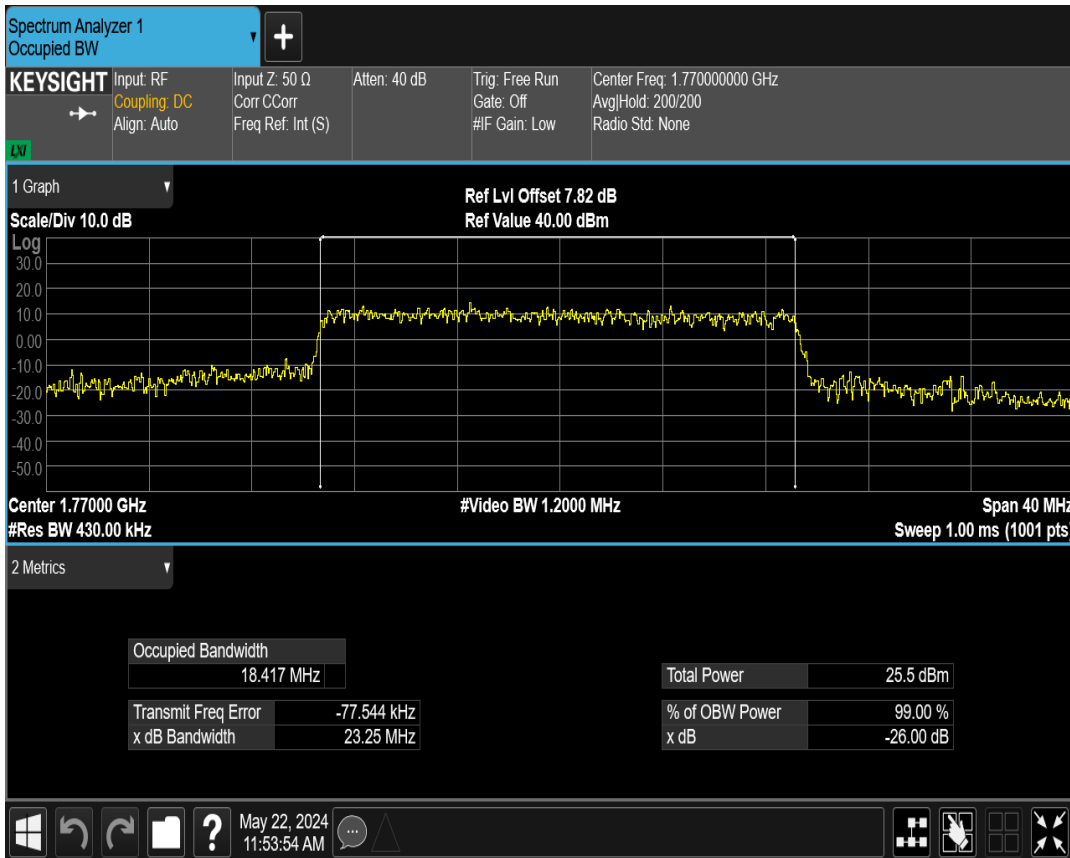 Spectrum Analyzer 1
Occupied BW
KEYSIGHT
LXI
Input: RF
Coupling: DC
Align: Auto
Input Z: 50 Ω
Corr CCorr
Freq Ref: Int (S)
Atten: 40 dB
Trig: Free Run
Gate: Off
#IF Gain: Low
Center Freq: 1.770000000 GHz
Avg|Hold: 200/200
Radio Std: None
1 Graph
Ref Lvl Offset 7.82 dB
Scale/Div 10.0 dB
Ref Value 40.00 dBm
Log
30.0
20.0
10.0
0.00
-10.0
-20.0
-30.0
-40.0
-50.0
Center 1.77000 GHz
#Video BW 1.2000 MHz
Span 40 MHz
#Res BW 430.00 kHz
Sweep 1.00 ms (1001 pts)
2 Metrics
Occupied Bandwidth
18.417 MHz
Total Power 25.5 dBm
Transmit Freq Error -77.544 kHz
% of OBW Power 99.00 %
x dB Bandwidth 23.25 MHz
x dB -26.00 dB
?
May 22, 2024
11:53:54 AM